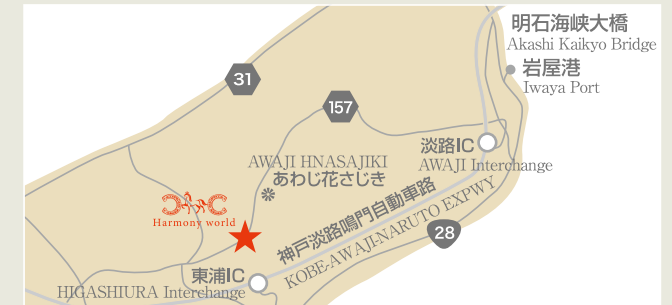 明石海峡大橋
Akashi Kaikyo Bridge
岩屋港
Iwaya Port
31
157
淡路IC
AWAJI Interchange
AWAJI HNASAJIKI
あわじ花さじき
Harmony world
神戸淡路鳴門自動車路
KOBE-AWAJI-NARUTO EXPWY
28
東浦IC
HIGASHIURA Interchange